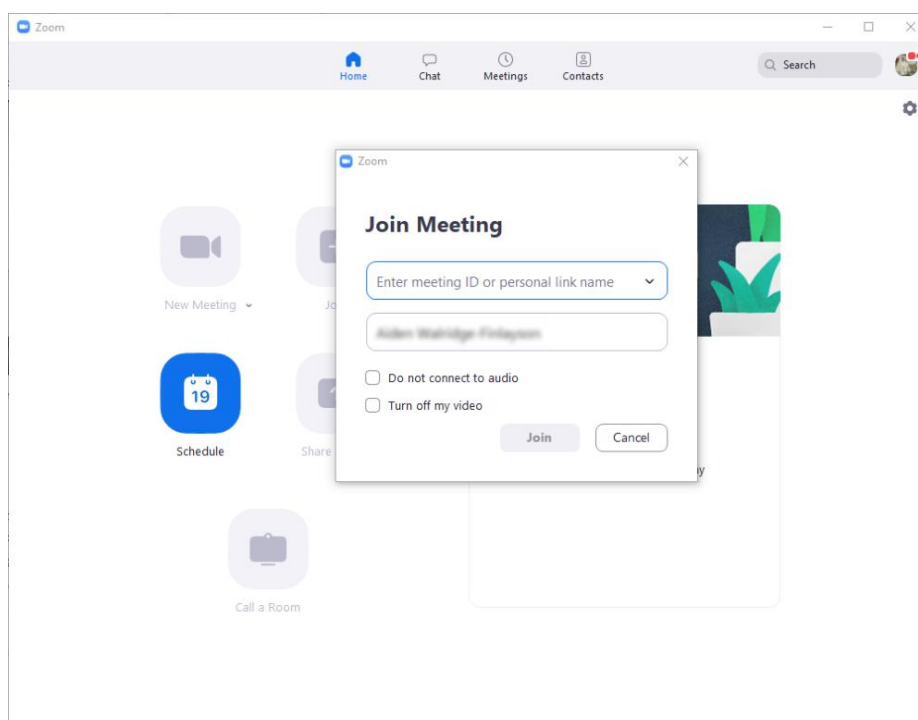 Zoom
Home
Chat
Meetings
Contacts
Search
Zoom
Join Meeting
Enter meeting ID or personal link name
Do not connect to audio
Turn off my video
Join
Cancel
New Meeting
Jo
19
Schedule
Share
Call a Room